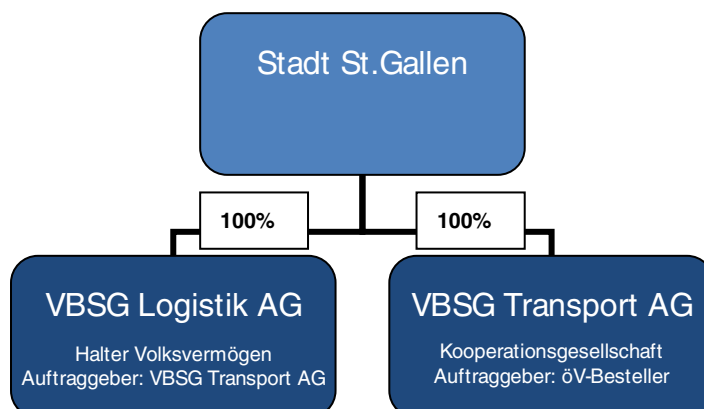 Stadt St.Gallen
100%
100%
VBSG Logistik AG
Halter Volksvermögen
Auftraggeber: VBSG Transport AG
VBSG Transport AG
Kooperationsgesellschaft
Auftraggeber: öV-Besteller